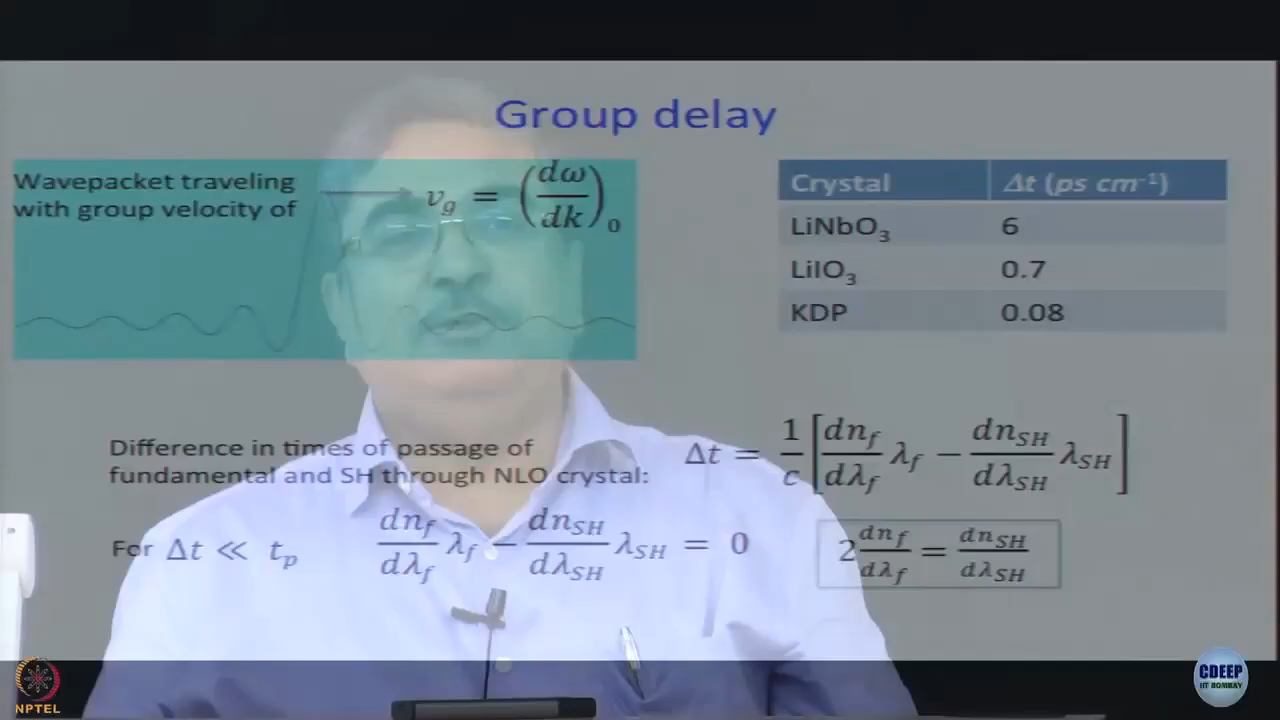 Group delay
Wavepacket traveling
with group velocity of
v_g = (dω/dk)_0
Crystal Δt (ps cm⁻¹)
LiNbO₃ 6
LiIO₃ 0.7
KDP 0.08
Difference in times of passage of
fundamental and SH through NLO crystal:
Δt = 1/c [dn_f/dλ_f λ_f − dn_SH/dλ_SH λ_SH]
For Δt ≪ t_p
dn_f/dλ_f λ_f − dn_SH/dλ_SH λ_SH = 0
2 dn_f/dλ_f = dn_SH/dλ_SH
NPTEL
CDEEP
IIT BOMBAY